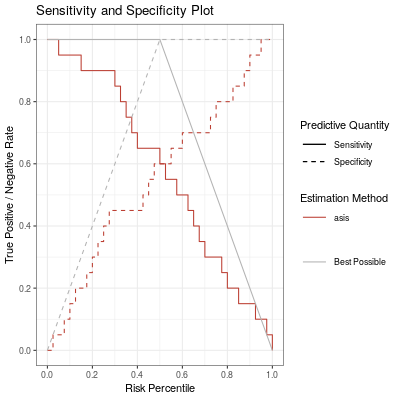 Sensitivity and Specificity Plot
True Positive / Negative Rate
1.0
0.8
0.6
0.4
0.2
0.0
0.0 0.2 0.4 0.6 0.8 1.0
Risk Percentile
Predictive Quantity
Sensitivity
Specificity
Estimation Method
asis
Best Possible